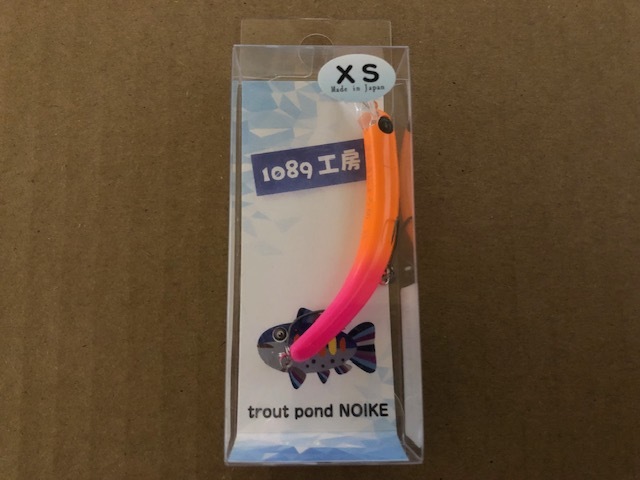 XS
Made in Japan
1089工房
trout pond NOIKE